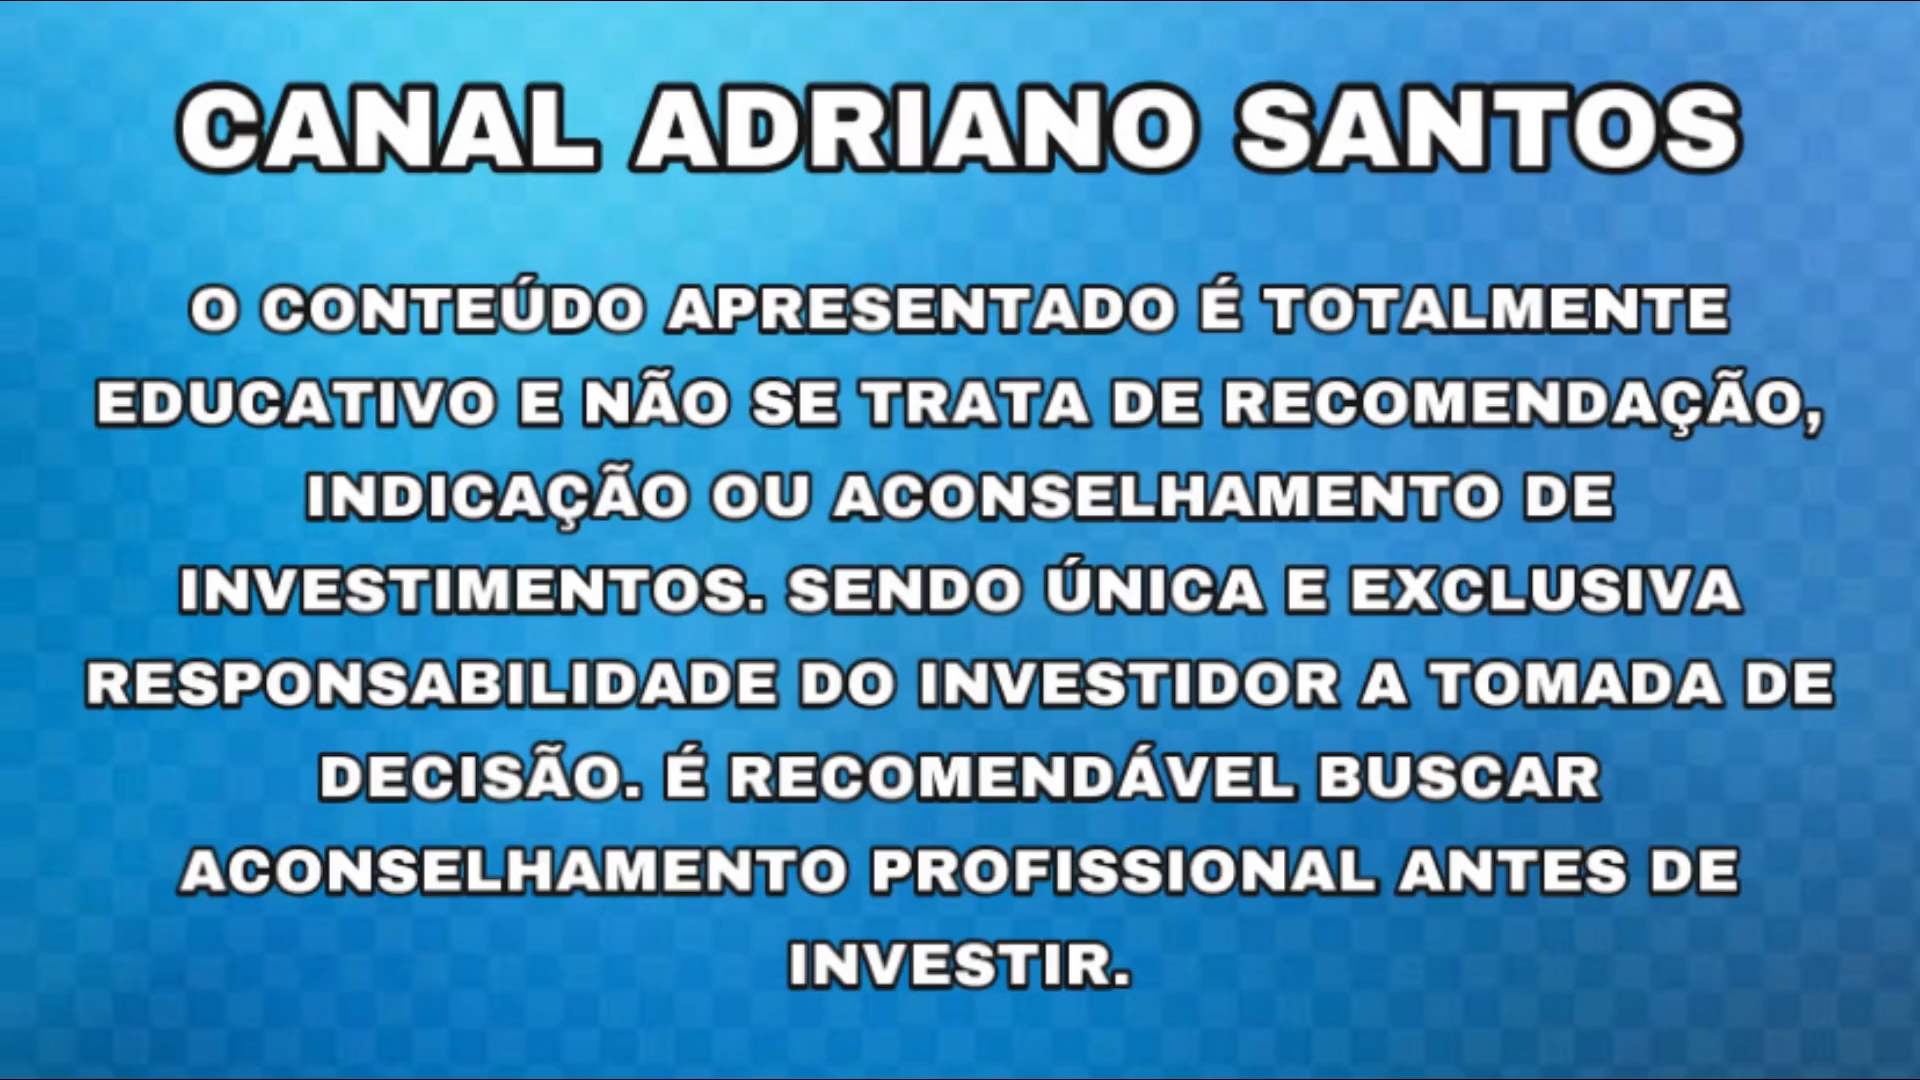 CANAL ADRIANO SANTOS
O CONTEÚDO APRESENTADO É TOTALMENTE
EDUCATIVO E NÃO SE TRATA DE RECOMENDAÇÃO,
INDICAÇÃO OU ACONSELHAMENTO DE
INVESTIMENTOS. SENDO ÚNICA E EXCLUSIVA
RESPONSABILIDADE DO INVESTIDOR A TOMADA DE
DECISÃO. É RECOMENDÁVEL BUSCAR
ACONSELHAMENTO PROFISSIONAL ANTES DE
INVESTIR.